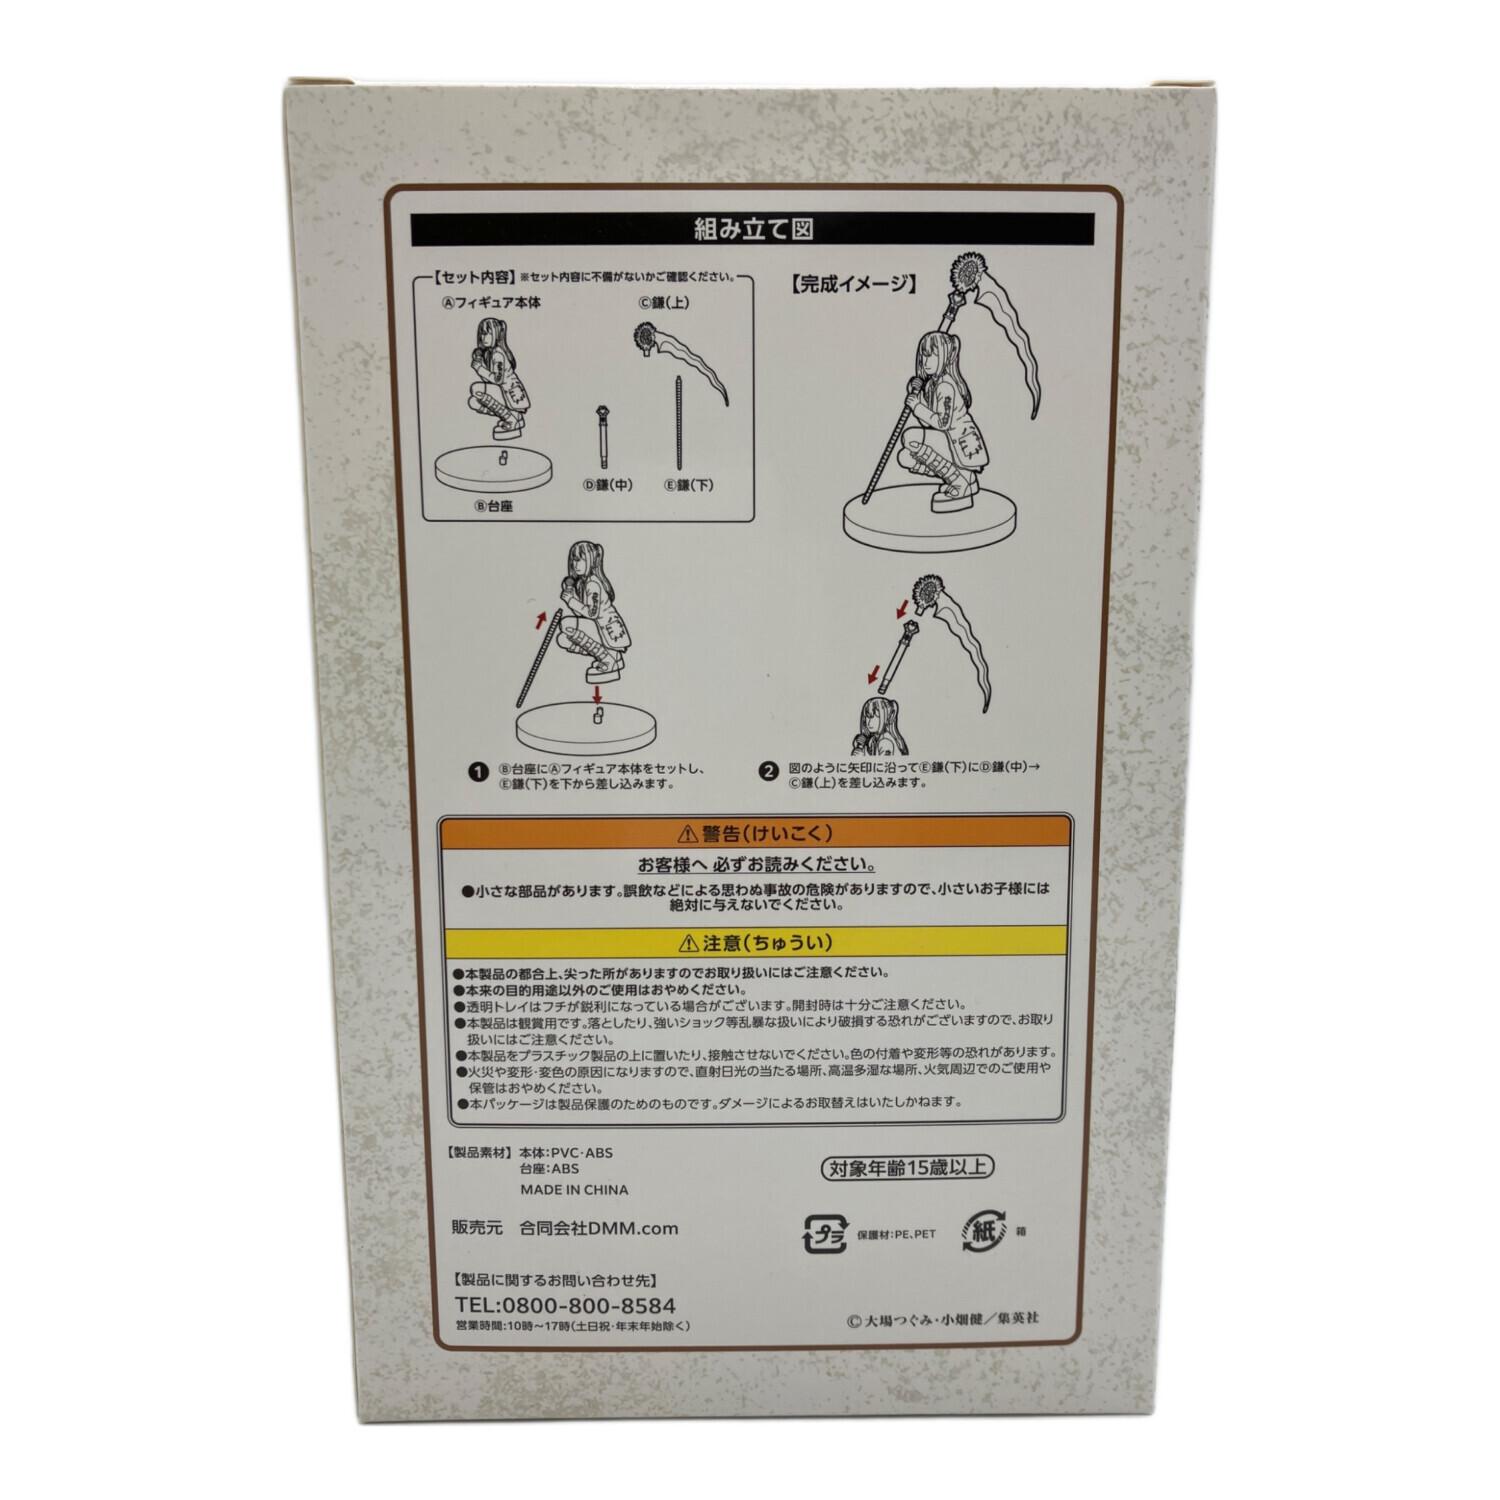 組み立て図
【セット内容】※セット内容に不備がないかご確認ください。
Ⓐフィギュア本体
Ⓒ鎌(上)
Ⓓ鎌(中)
Ⓔ鎌(下)
Ⓑ台座
【完成イメージ】
❶ Ⓑ台座にⒶフィギュア本体をセットし、
Ⓔ鎌(下)を下から差し込みます。
❷ 図のように矢印に沿ってⒺ鎌(下)にⒹ鎌(中)→
Ⓒ鎌(上)を差し込みます。
⚠警告(けいこく)
お客様へ 必ずお読みください。
●小さな部品があります。誤飲などによる思わぬ事故の危険がありますので、小さいお子様には
絶対に与えないでください。
⚠注意(ちゅうい)
●本製品の都合上、尖った所がありますのでお取り扱いにはご注意ください。
●本来の目的用途以外のご使用はおやめください。
●透明トレイはフチが鋭利になっている場合がございます。開封時は十分ご注意ください。
●本製品は観賞用です。落としたり、強いショック等乱暴な扱いにより破損する恐れがございますので、お取り
扱いにはご注意ください。
●本製品をプラスチック製品の上に置いたり、接触させないでください。色の付着や変形等の恐れがあります。
●火災や変形・変色の原因になりますので、直射日光の当たる場所、高温多湿な場所、火気周辺でのご使用や
保管はおやめください。
●本パッケージは製品保護のためのものです。ダメージによるお取替えはいたしかねます。
【製品素材】 本体:PVC・ABS
台座:ABS
MADE IN CHINA
対象年齢15歳以上
販売元 合同会社DMM.com
プラ 保護材:PE、PET
紙 箱
【製品に関するお問い合わせ先】
TEL:0800-800-8584
営業時間:10時～17時(土日祝・年末年始除く)
©大場つぐみ・小畑健／集英社